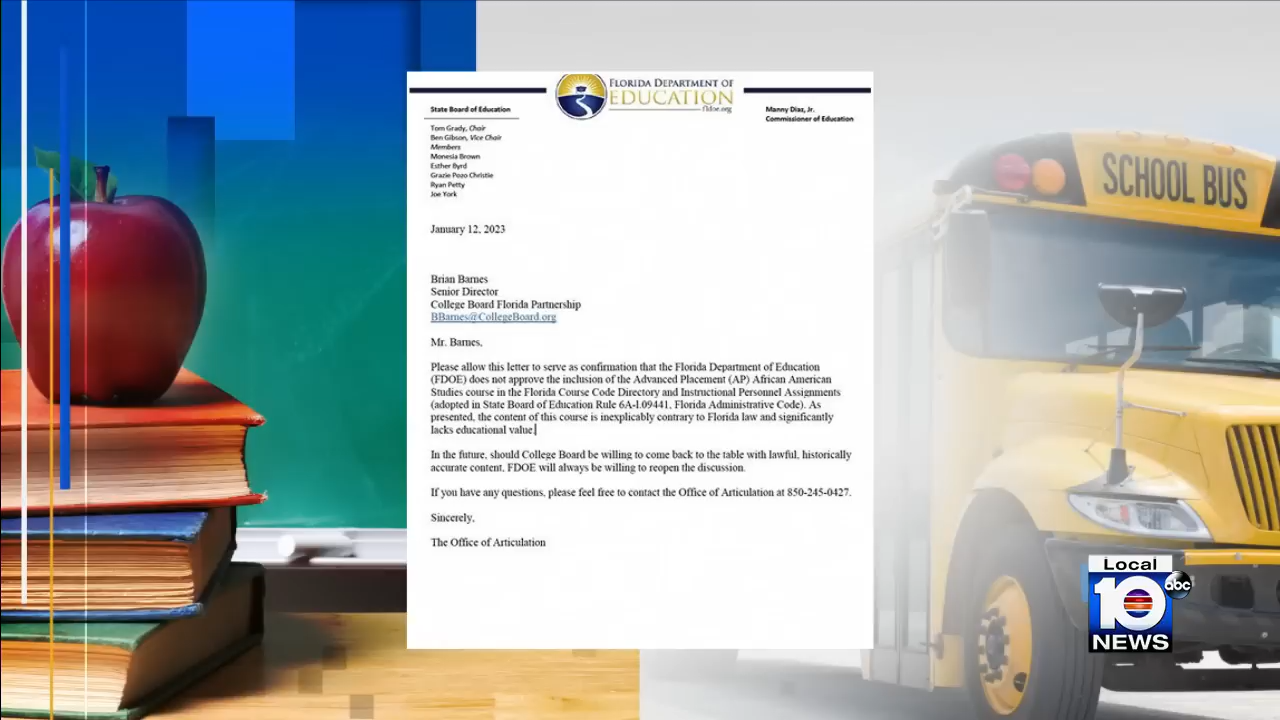 FLORIDA DEPARTMENT OF
EDUCATION
fldoe.org
State Board of Education
Tom Grady, Chair
Ben Gibson, Vice Chair
Members
Monesia Brown
Esther Byrd
Grazie Pozo Christie
Ryan Petty
Joe York
Manny Diaz, Jr.
Commissioner of Education
January 12, 2023
Brian Barnes
Senior Director
College Board Florida Partnership
BBarnes@CollegeBoard.org
Mr. Barnes,
Please allow this letter to serve as confirmation that the Florida Department of Education
(FDOE) does not approve the inclusion of the Advanced Placement (AP) African American
Studies course in the Florida Course Code Directory and Instructional Personnel Assignments
(adopted in State Board of Education Rule 6A-1.09441, Florida Administrative Code). As
presented, the content of this course is inexplicably contrary to Florida law and significantly
lacks educational value.
In the future, should College Board be willing to come back to the table with lawful, historically
accurate content, FDOE will always be willing to reopen the discussion.
If you have any questions, please feel free to contact the Office of Articulation at 850-245-0427.
Sincerely,
The Office of Articulation
SCHOOL BUS
Local
10
abc
NEWS